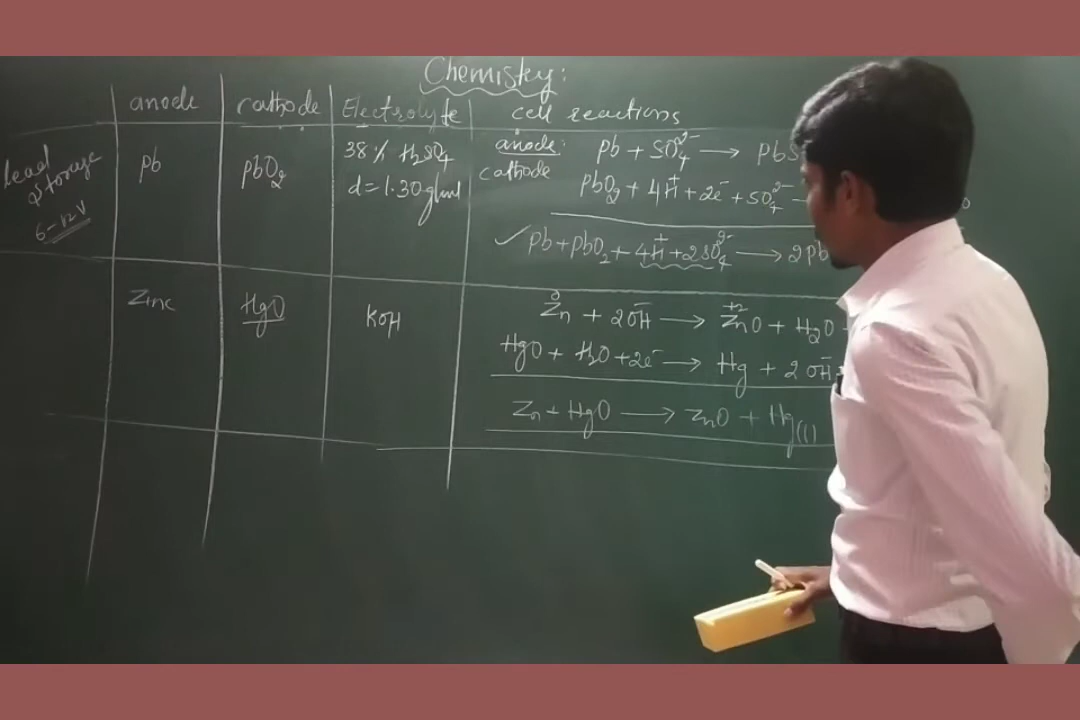 Chemistry:
anode cathode Electrolyte cell reactions
Lead storage 6-12V
Pb
PbO₂
38% H₂SO₄
d=1.30g/ml
anode: Pb + SO₄²⁻ → PbS
cathode PbO₂ + 4H⁺ + 2e⁻ + SO₄²⁻ –
✓ Pb + PbO₂ + 4H⁺ + 2SO₄²⁻ → 2Pb
Zinc
HgO
KOH
Zn⁰ + 2OH⁻ → Zn⁺²O + H₂O
HgO + H₂O + 2e⁻ → Hg + 2OH⁻
Zn + HgO → ZnO + Hg(l)